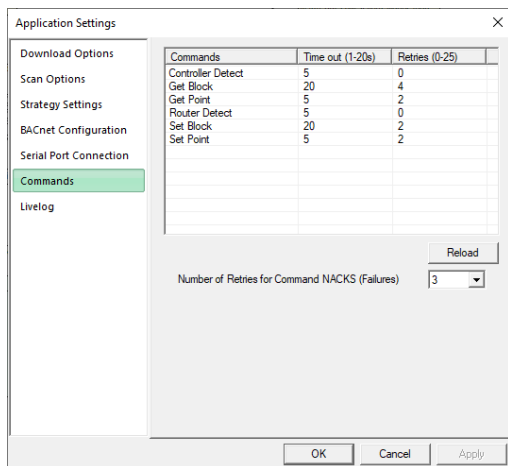 Application Settings
Download Options
Scan Options
Strategy Settings
BACnet Configuration
Serial Port Connection
Commands
Livelog
Commands Time out (1-20s) Retries (0-25)
Controller Detect 5 0
Get Block 20 4
Get Point 5 2
Router Detect 5 0
Set Block 20 2
Set Point 5 2
Reload
Number of Retries for Command NACKS (Failures) 3
OK Cancel Apply